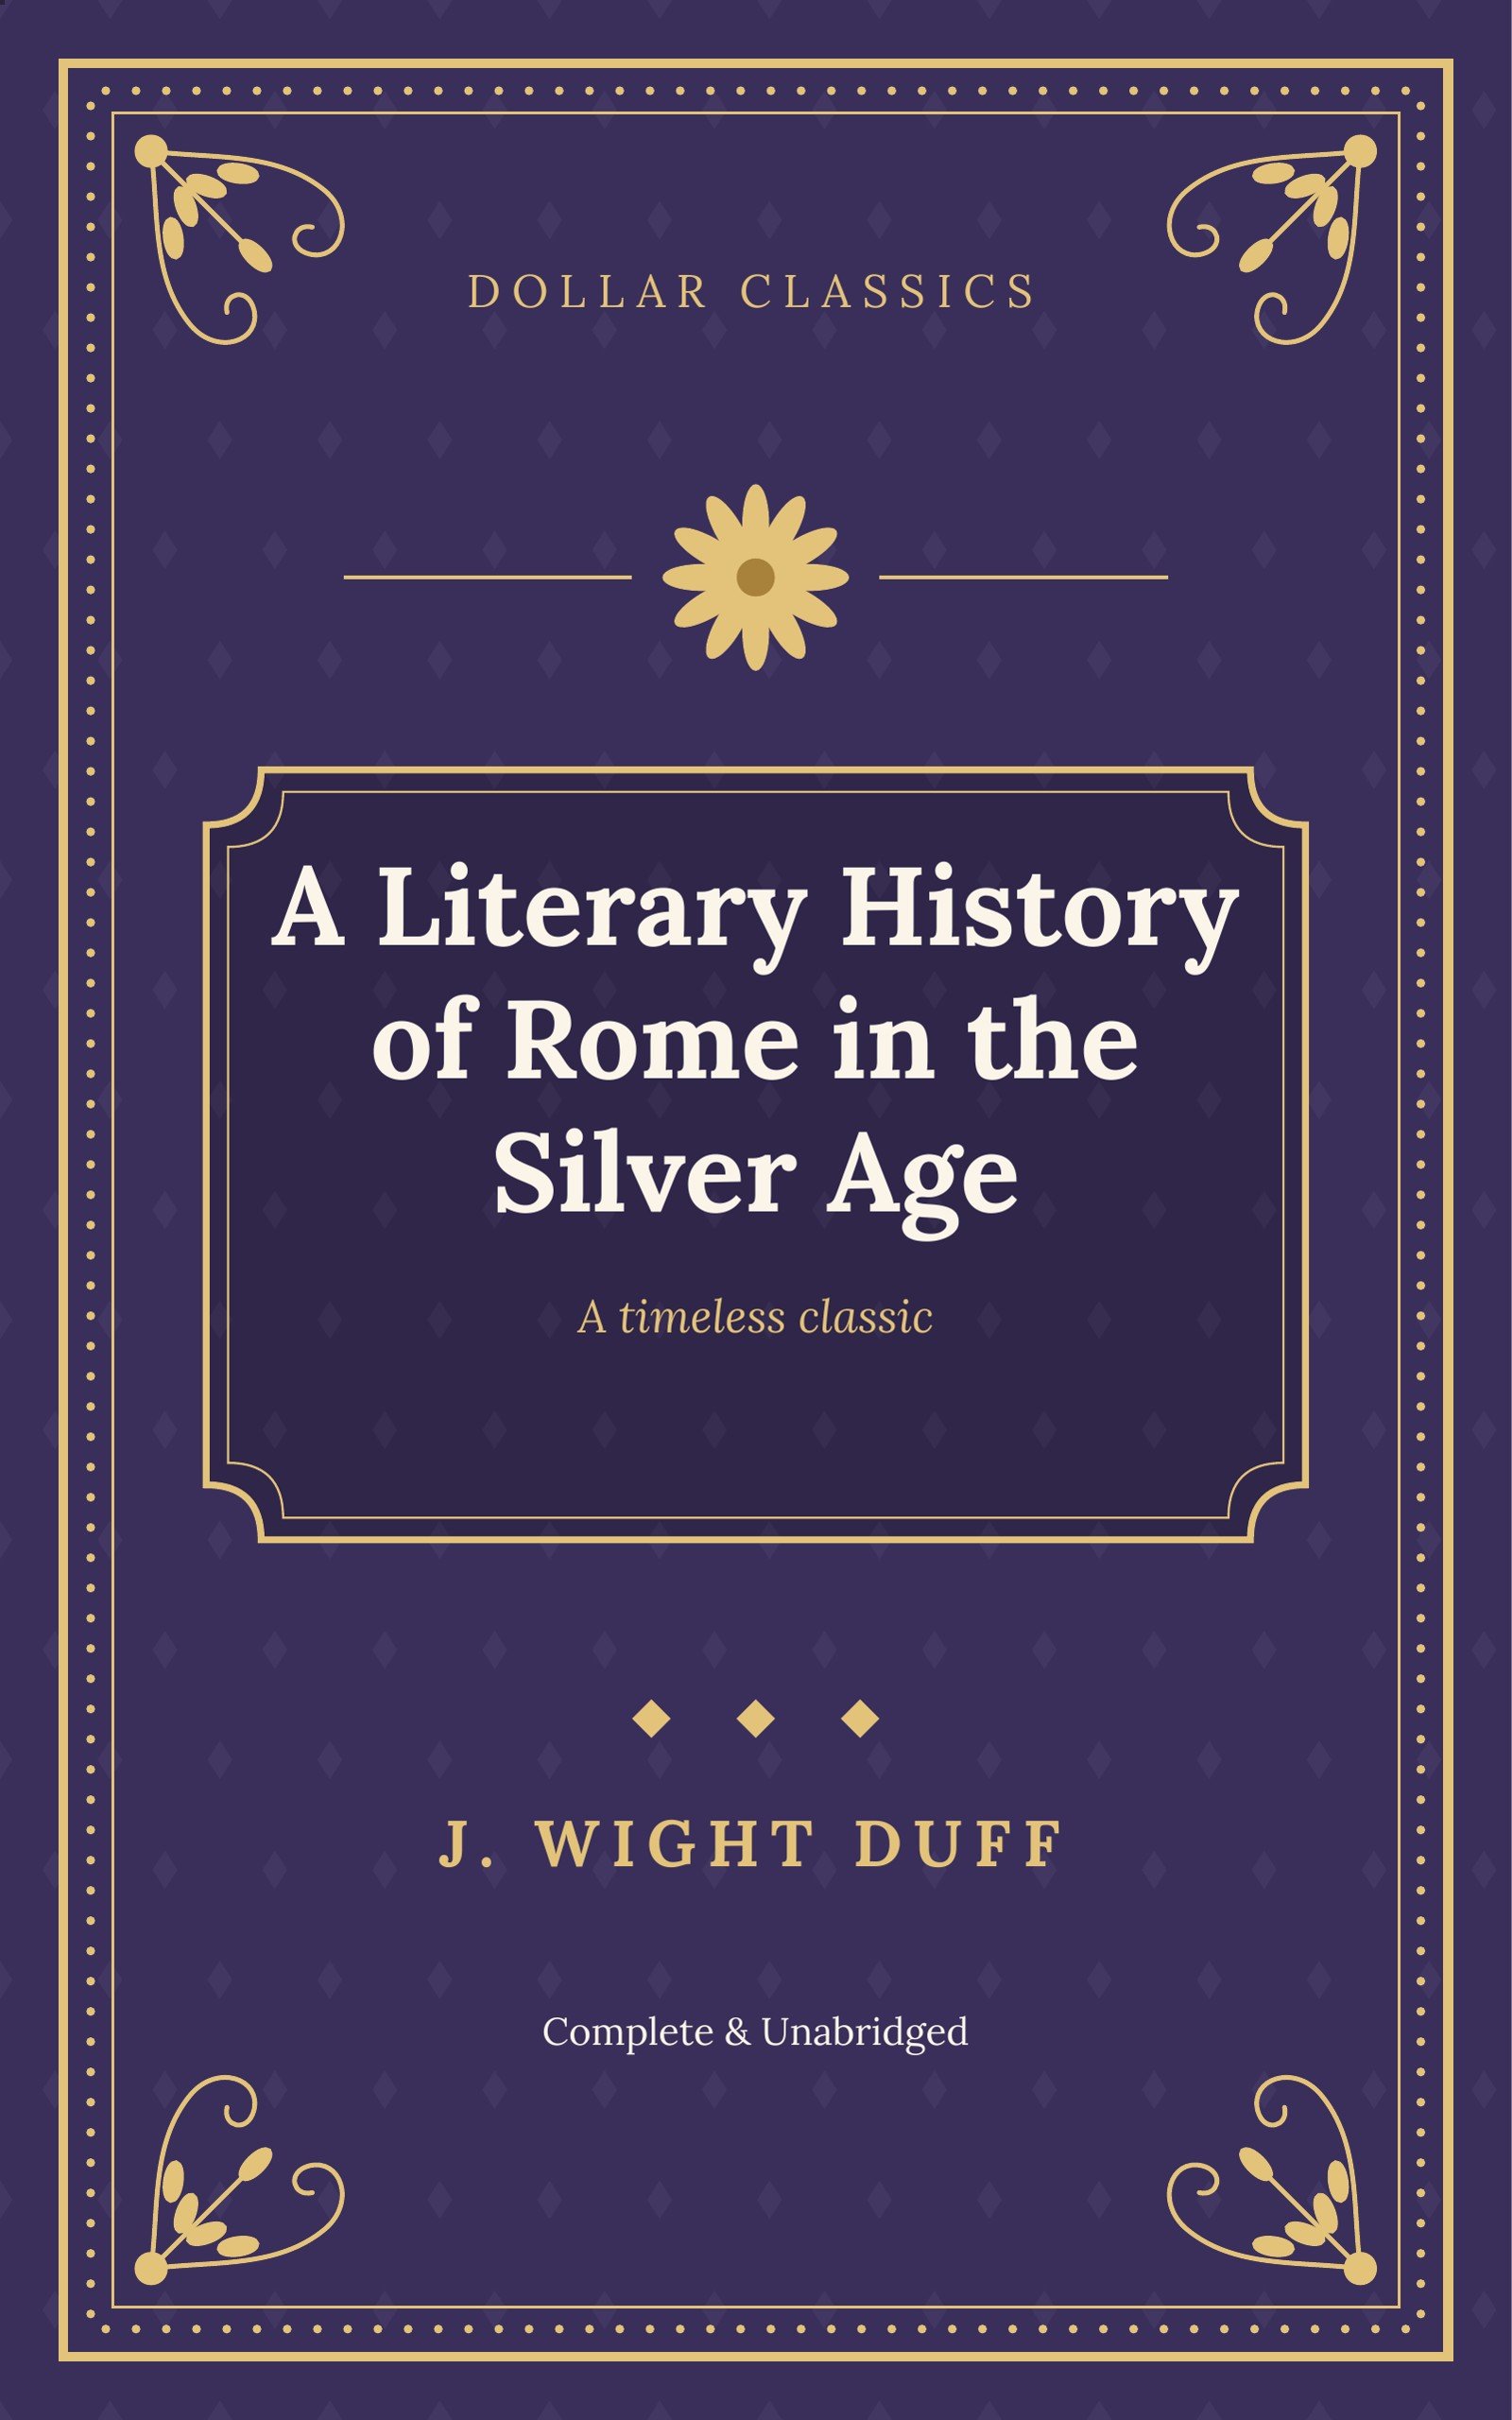 DOLLAR CLASSICS
A Literary History
of Rome in the
Silver Age
A timeless classic
J. WIGHT DUFF
Complete & Unabridged